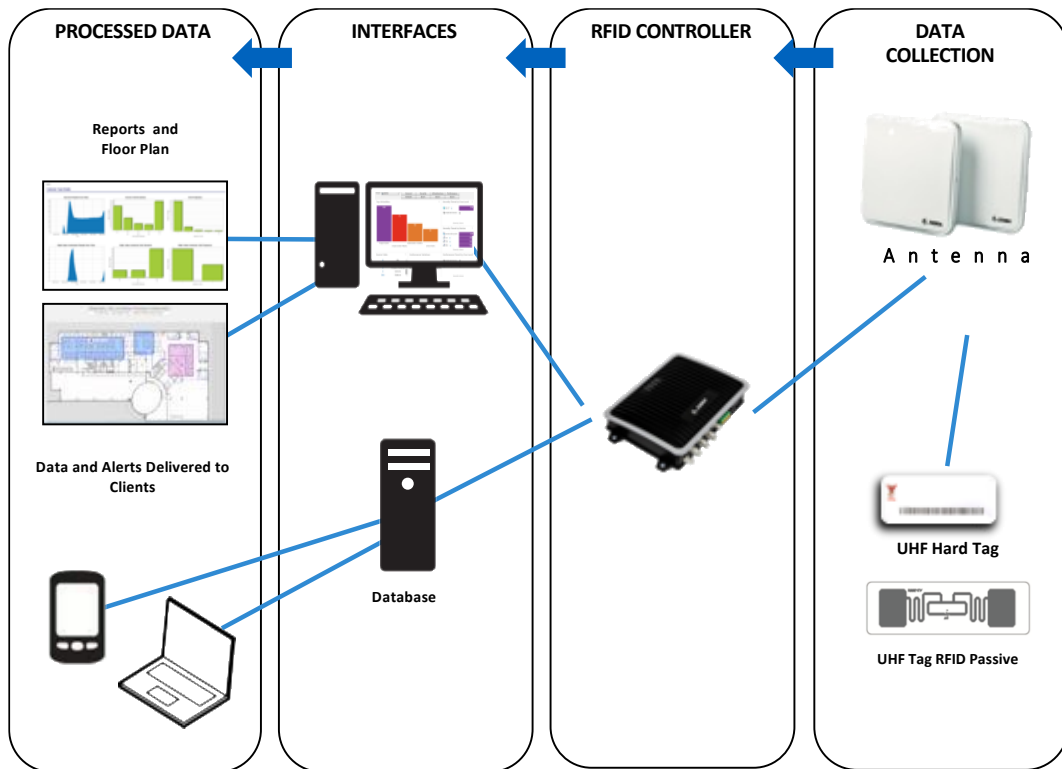 PROCESSED DATA
INTERFACES
RFID CONTROLLER
DATA
COLLECTION
Reports and
Floor Plan
Data and Alerts Delivered to
Clients
Database
Antenna
UHF Hard Tag
UHF Tag RFID Passive